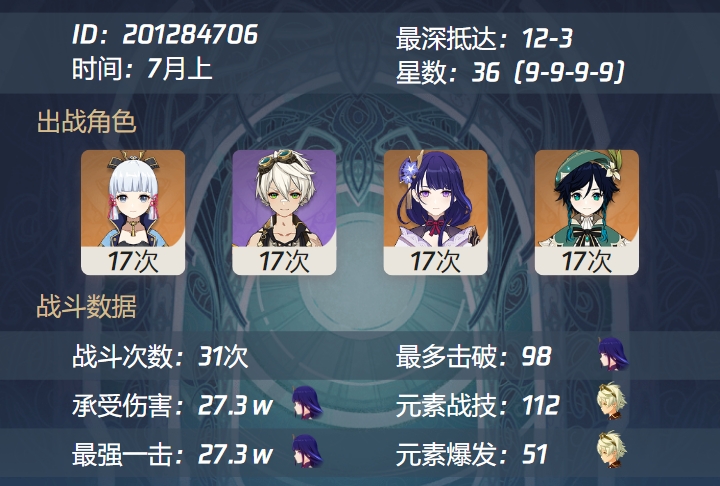 ID：201284706
最深抵达：12-3
时间：7月上
星数：36（9-9-9-9）
出战角色
17次 17次 17次 17次
战斗数据
战斗次数：31次
最多击破：98
承受伤害：27.3 w
元素战技：112
最强一击：27.3 w
元素爆发：51